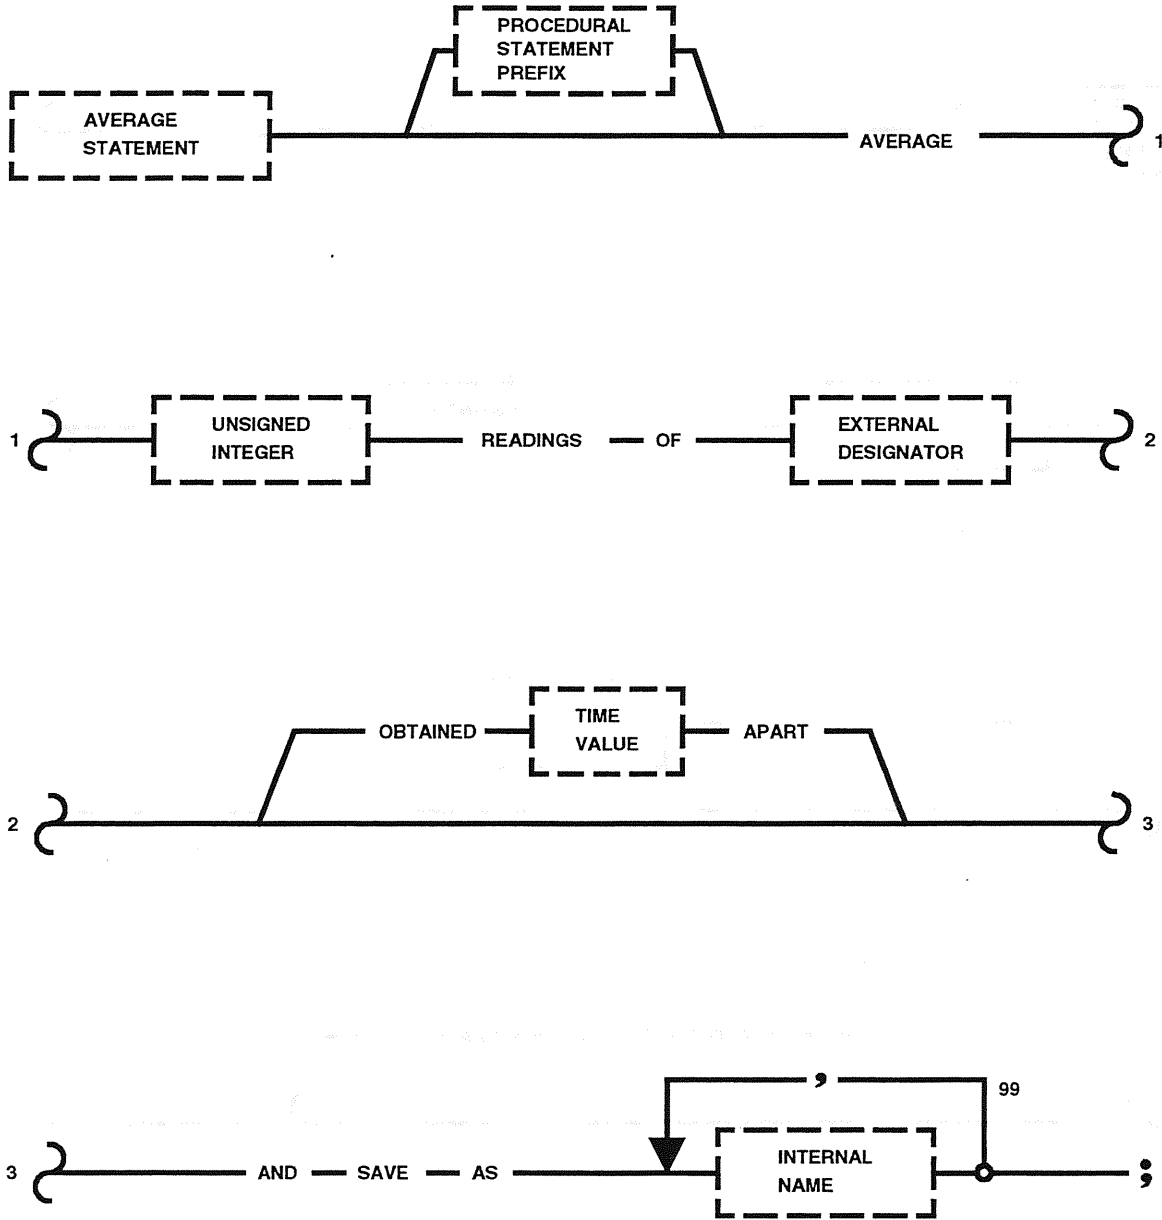 PROCEDURAL
STATEMENT
PREFIX
AVERAGE
STATEMENT
AVERAGE 1
1 UNSIGNED
INTEGER
READINGS OF
EXTERNAL
DESIGNATOR
2
OBTAINED
TIME
VALUE
APART
2 3
, 99
3 AND SAVE AS
INTERNAL
NAME
;